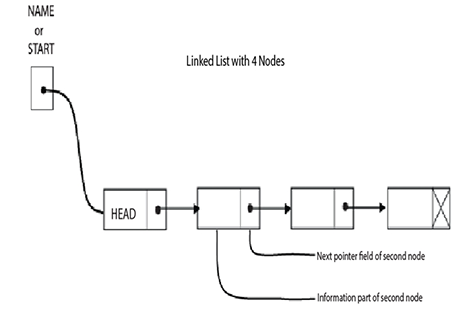 NAME
or
START
Linked List with 4 Nodes
HEAD
Next pointer field of second node
Information part of second node